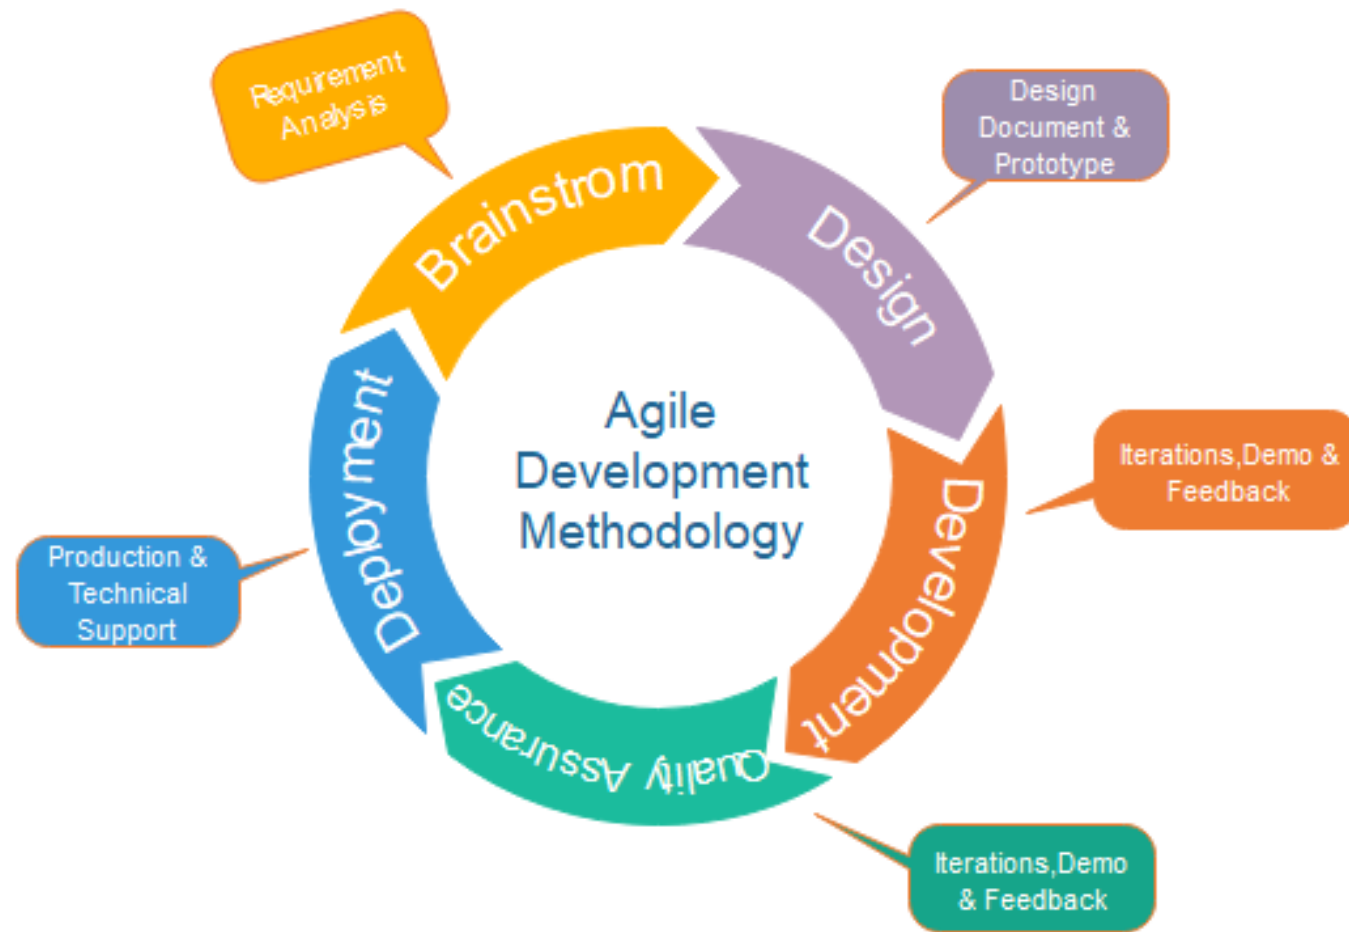 Requirement
Analysis
Brainstrom
Design
Document &
Prototype
Design
Agile
Development
Methodology
Iterations,Demo &
Feedback
Development
Production &
Technical
Support
Deployment
Quality Assurance
Iterations,Demo
& Feedback